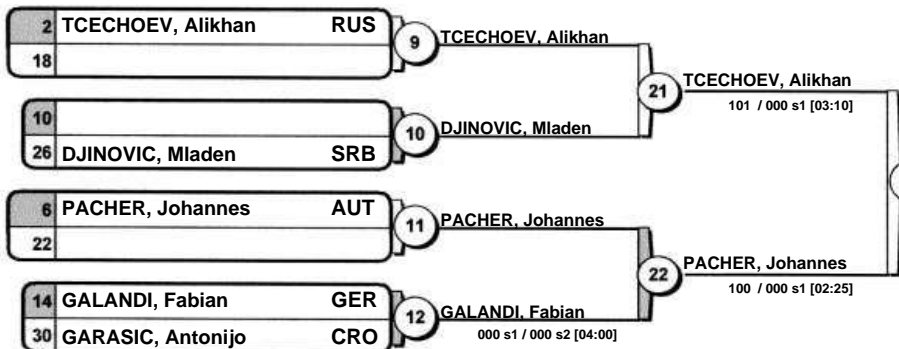 2 TCECHOEV, Alikhan RUS
18
9 TCECHOEV, Alikhan
10
26 DJINOVIC, Mladen SRB
10 DJINOVIC, Mladen
21 TCECHOEV, Alikhan
101 / 000 s1 [03:10]
6 PACHER, Johannes AUT
22
11 PACHER, Johannes
14 GALANDI, Fabian GER
30 GARASIC, Antonijo CRO
12 GALANDI, Fabian
000 s1 / 000 s2 [04:00]
22 PACHER, Johannes
100 / 000 s1 [02:25]